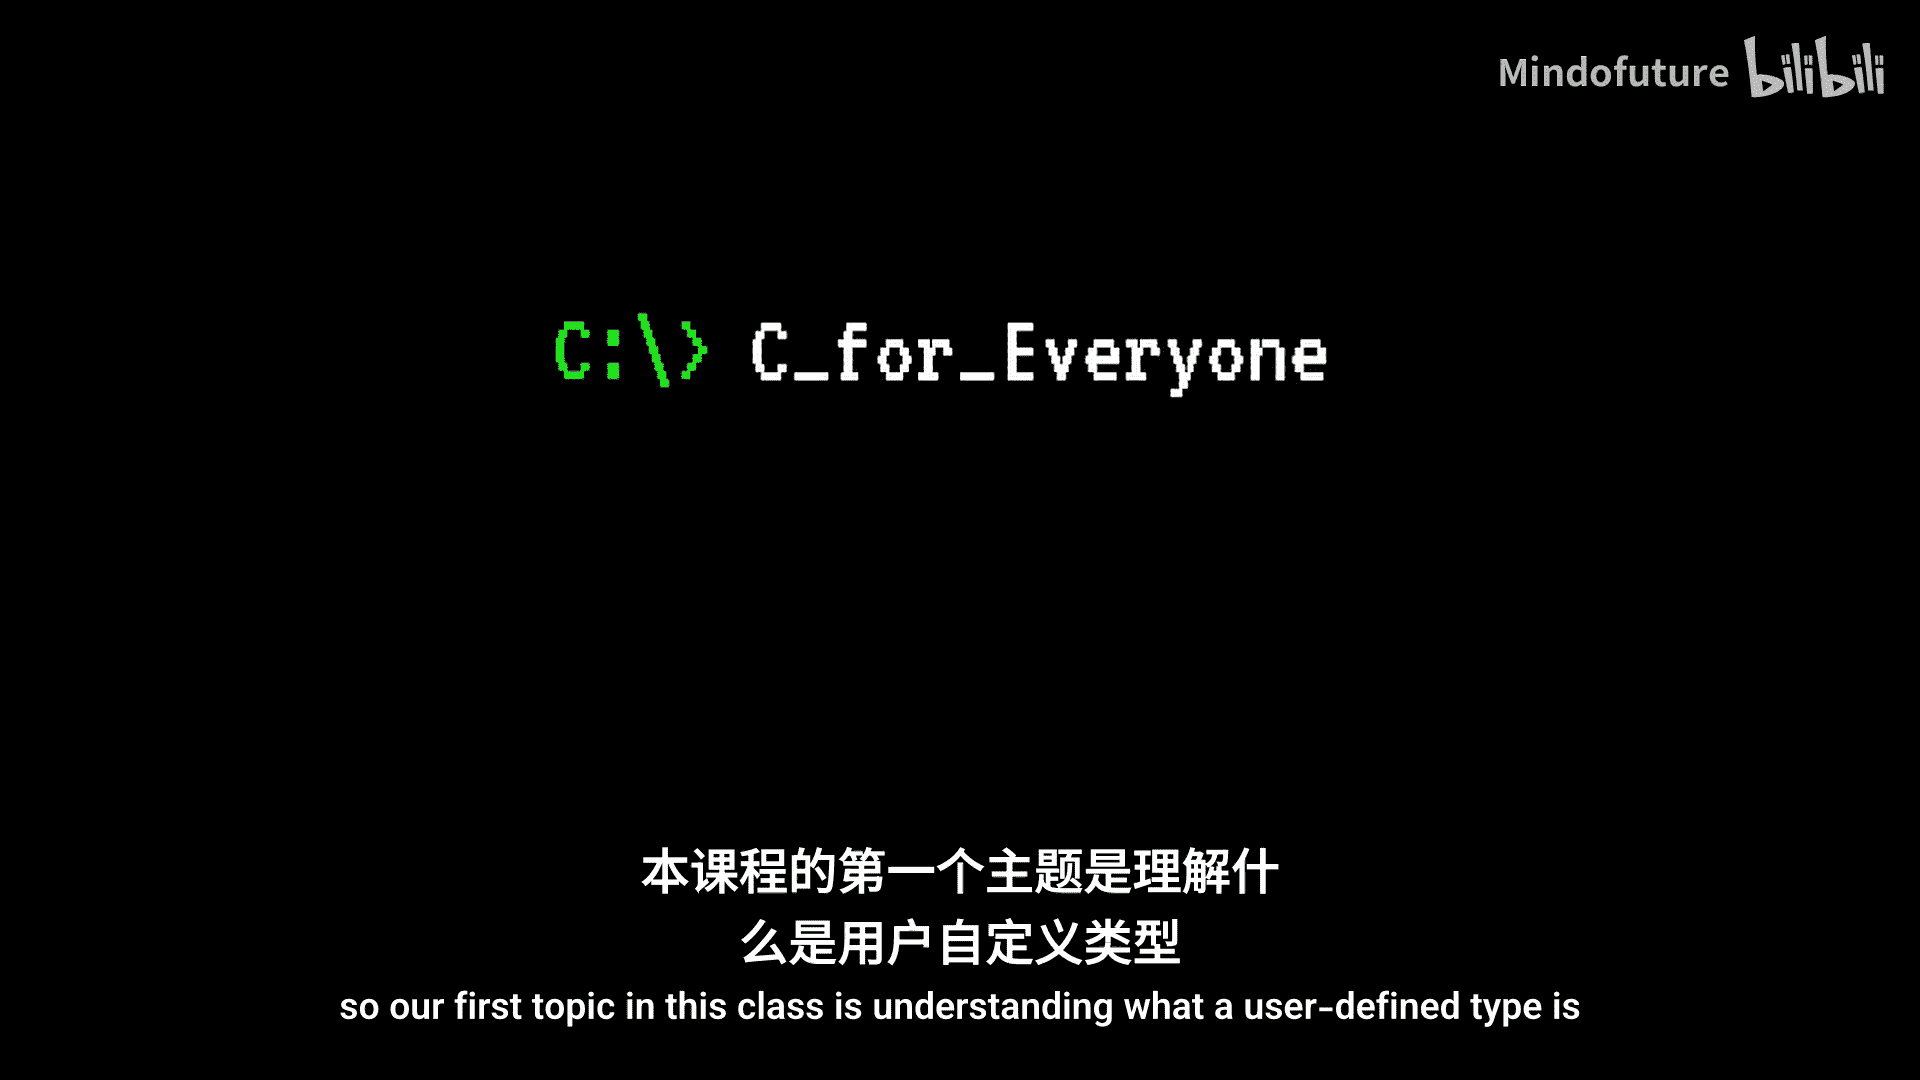 Mindofuture bilibili
C:\> C_for_Everyone
本课程的第一个主题是理解什
么是用户自定义类型
so our first topic in this class is understanding what a user-defined type is